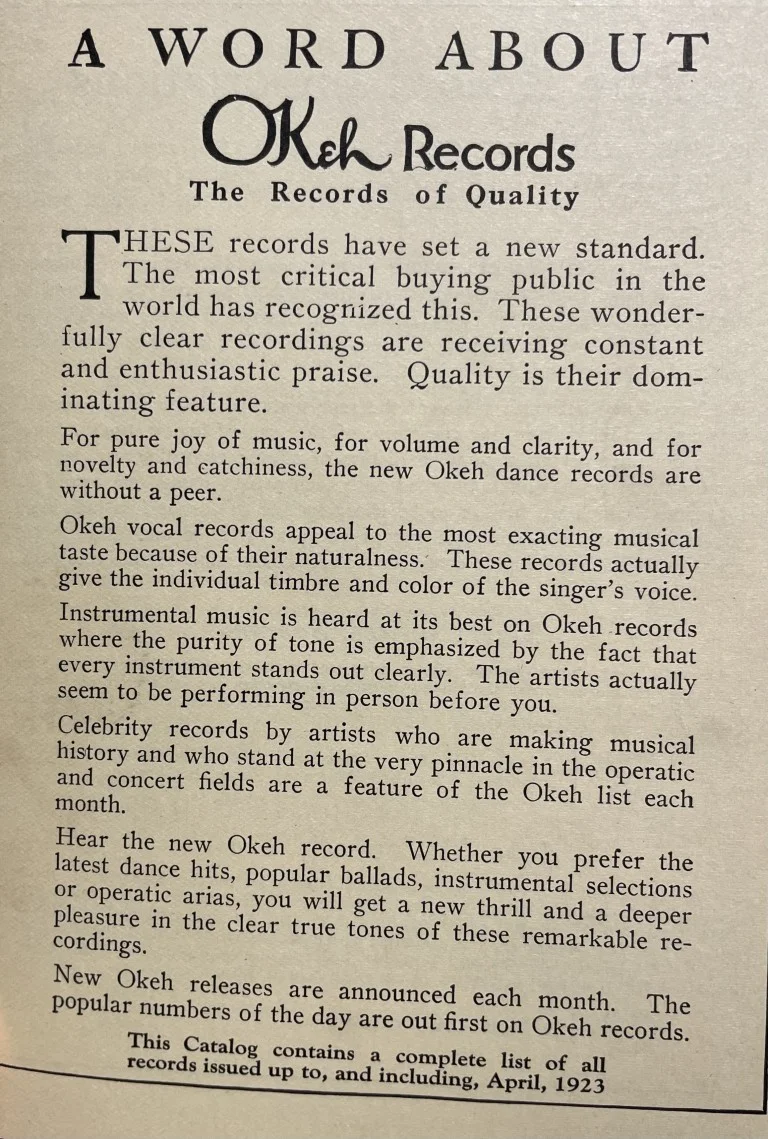 A WORD ABOUT
OKeh Records
The Records of Quality
THESE records have set a new standard.
The most critical buying public in the
world has recognized this. These wonder-
fully clear recordings are receiving constant
and enthusiastic praise. Quality is their dom-
inating feature.
For pure joy of music, for volume and clarity, and for
novelty and catchiness, the new Okeh dance records are
without a peer.
Okeh vocal records appeal to the most exacting musical
taste because of their naturalness. These records actually
give the individual timbre and color of the singer's voice.
Instrumental music is heard at its best on Okeh records
where the purity of tone is emphasized by the fact that
every instrument stands out clearly. The artists actually
seem to be performing in person before you.
Celebrity records by artists who are making musical
history and who stand at the very pinnacle in the operatic
and concert fields are a feature of the Okeh list each
month.
Hear the new Okeh record. Whether you prefer the
latest dance hits, popular ballads, instrumental selections
or operatic arias, you will get a new thrill and a deeper
pleasure in the clear true tones of these remarkable re-
cordings.
New Okeh releases are announced each month. The
popular numbers of the day are out first on Okeh records.
This Catalog contains a complete list of all
records issued up to, and including, April, 1923